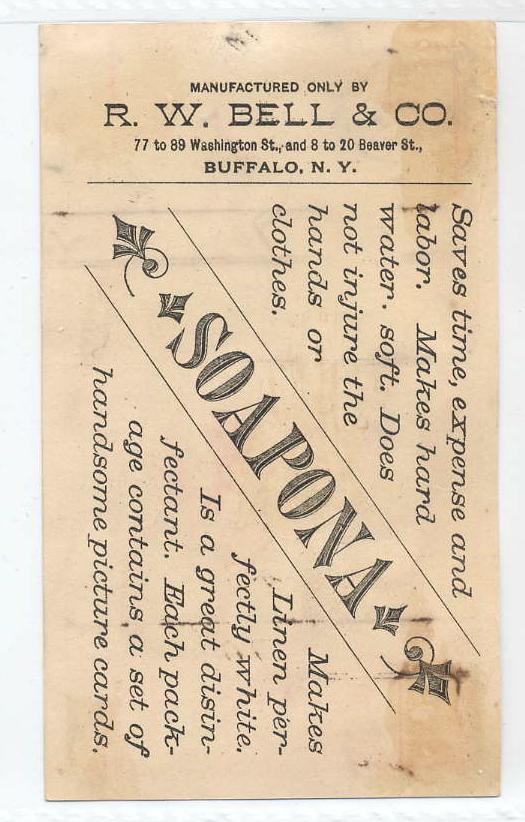 MANUFACTURED ONLY BY
R. W. BELL & CO.
77 to 89 Washington St., and 8 to 20 Beaver St.,
BUFFALO, N. Y.
Saves time, expense and
labor. Makes hard
water. soft. Does
not injure the
hands or
clothes.
SOAPONA
Makes
Linen per-
fectly white.
Is a great disin-
fectant. Each pack-
age contains a set of
handsome picture cards.